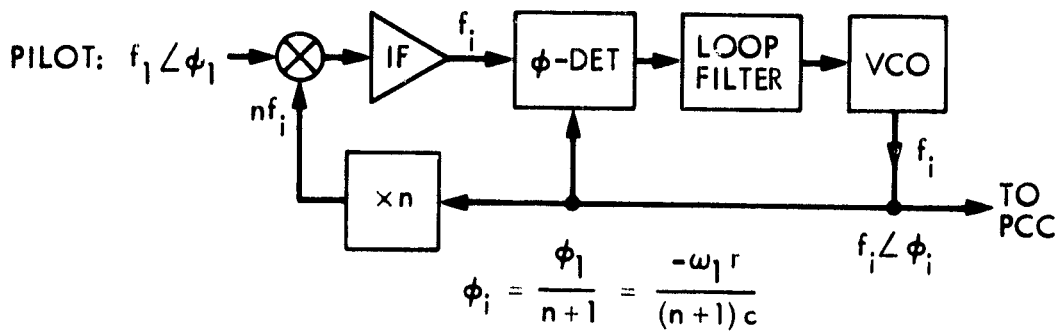 PILOT: f₁∠ϕ₁
IF
fᵢ
ϕ-DET
LOOP FILTER
VCO
nfᵢ
×n
fᵢ
TO PCC
fᵢ∠ϕᵢ
ϕᵢ = ϕ₁/(n+1) = -ω₁r/((n+1)c)